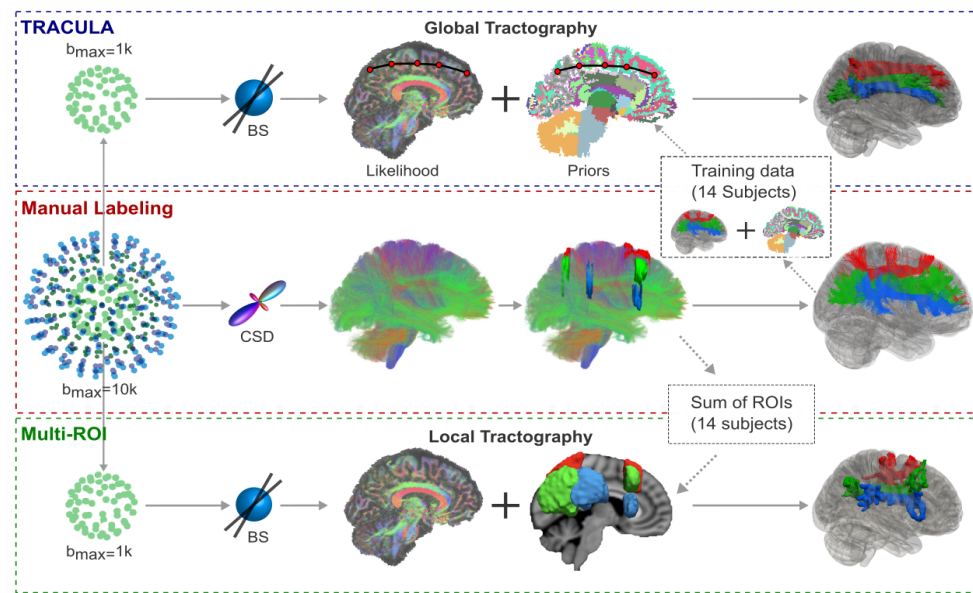 TRACULA
Global Tractography
bmax=1k
BS
Likelihood
Priors
Training data
(14 Subjects)
Manual Labeling
CSD
bmax=10k
Sum of ROIs
(14 subjects)
Multi-ROI
Local Tractography
BS
bmax=1k